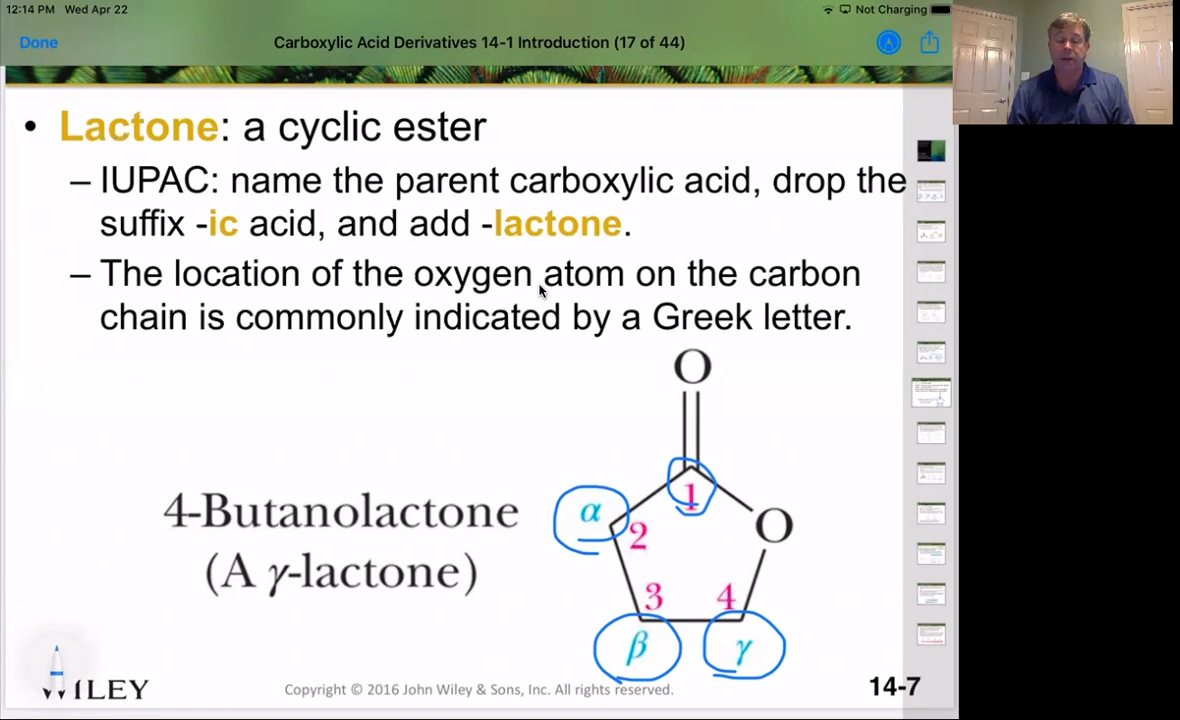 12:14 PM Wed Apr 22
Not Charging
Done
Carboxylic Acid Derivatives 14-1 Introduction (17 of 44)
• Lactone: a cyclic ester
– IUPAC: name the parent carboxylic acid, drop the
suffix -ic acid, and add -lactone.
– The location of the oxygen atom on the carbon
chain is commonly indicated by a Greek letter.
O
1
α
O
2
3
4
β
γ
4-Butanolactone
(A γ-lactone)
WILEY
Copyright © 2016 John Wiley & Sons, Inc. All rights reserved.
14-7